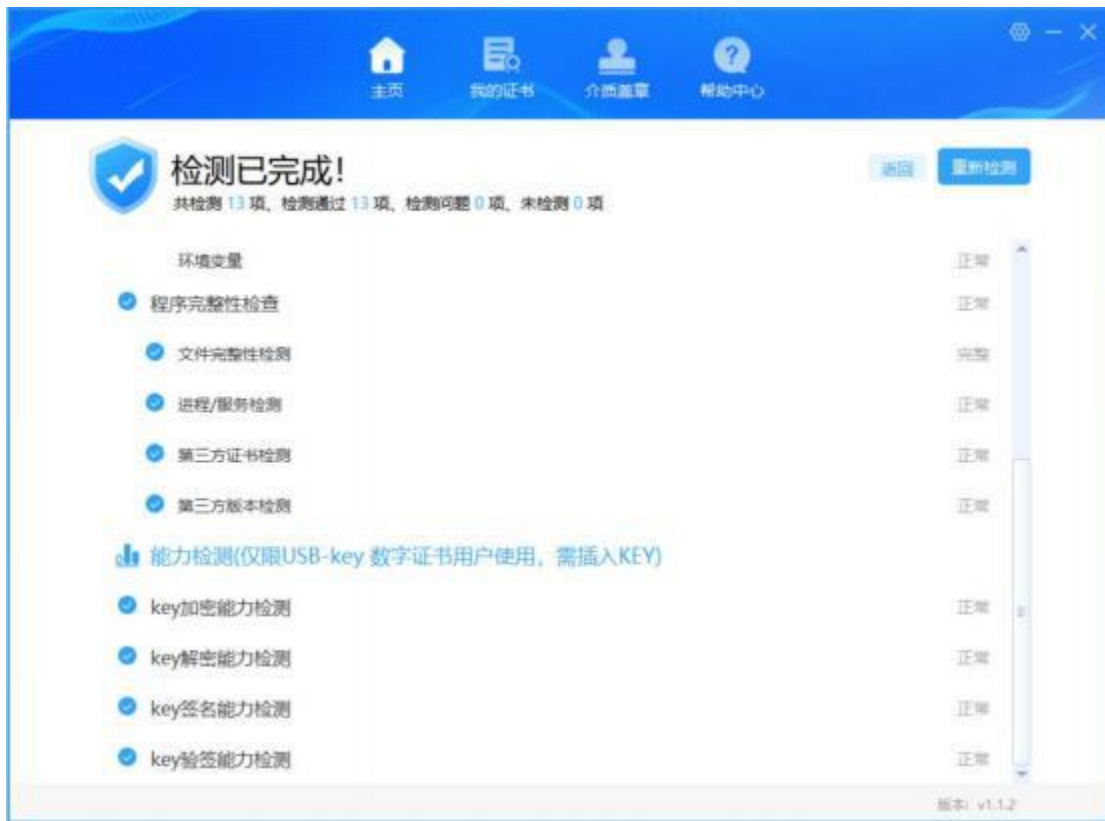 主页 我的证书 介质盖章 帮助中心
检测已完成!
返回 重新检测
共检测 13 项、检测通过 13 项、检测问题 0 项、未检测 0 项
环境变量 正常
程序完整性检查 正常
文件完整性检测 完整
进程/服务检测 正常
第三方证书检测 正常
第三方版本检测 正常
能力检测(仅限USB-key 数字证书用户使用，需插入KEY)
key加密能力检测 正常
key解密能力检测 正常
key签名能力检测 正常
key验签能力检测 正常
版本: v1.1.2